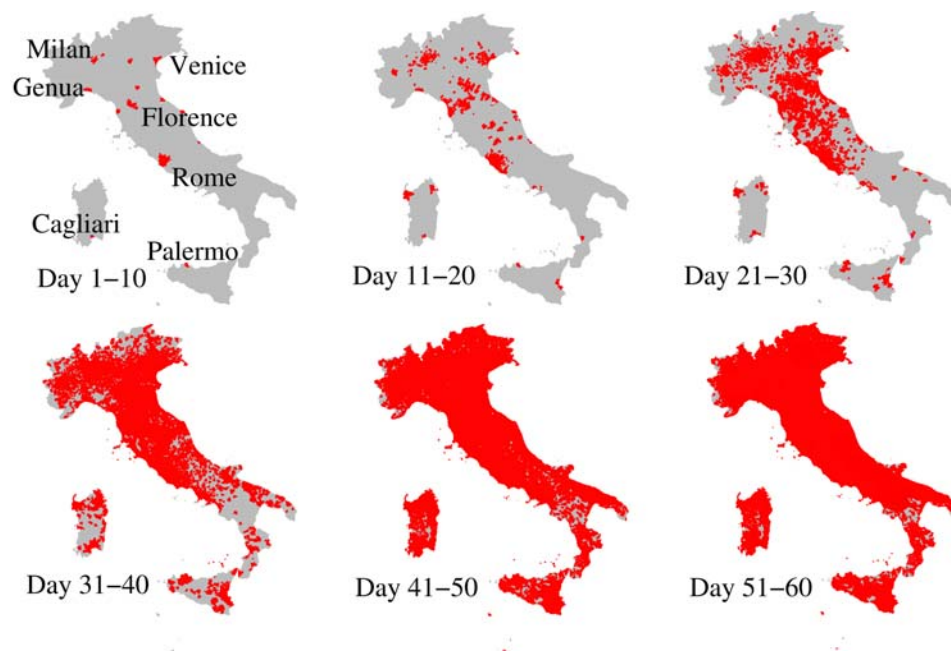 Milan
Venice
Genua
Florence
Rome
Cagliari
Palermo
Day 1–10
Day 11–20
Day 21–30
Day 31–40
Day 41–50
Day 51–60